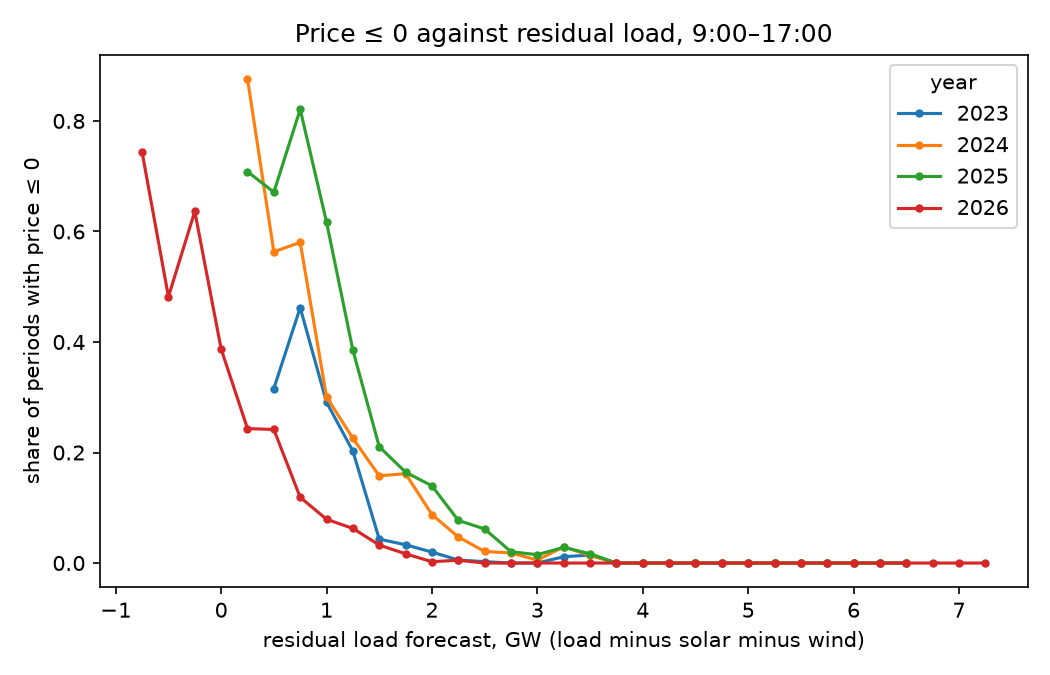 Price ≤ 0 against residual load, 9:00–17:00
year
2023
2024
2025
2026
share of periods with price ≤ 0
0.8
0.6
0.4
0.2
0.0
−1 0 1 2 3 4 5 6 7
residual load forecast, GW (load minus solar minus wind)